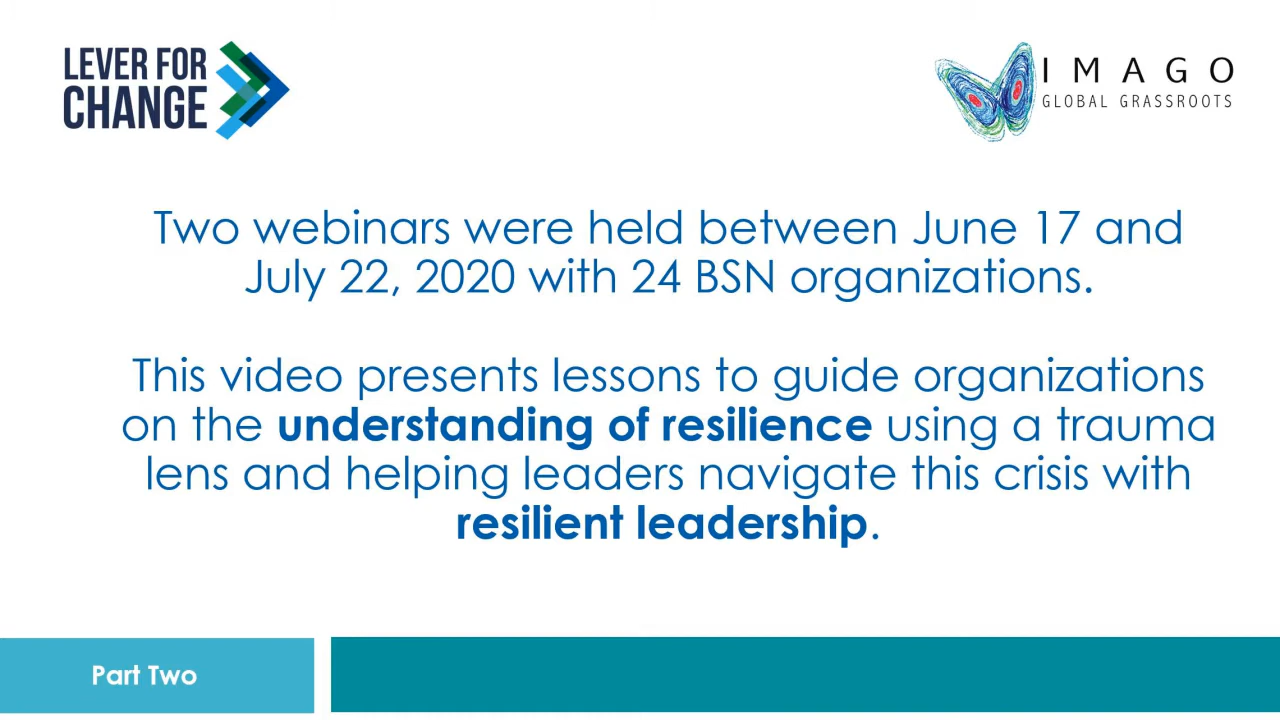 LEVER FOR
CHANGE
IMAGO
GLOBAL GRASSROOTS
Two webinars were held between June 17 and
July 22, 2020 with 24 BSN organizations.
This video presents lessons to guide organizations
on the understanding of resilience using a trauma
lens and helping leaders navigate this crisis with
resilient leadership.
Part Two